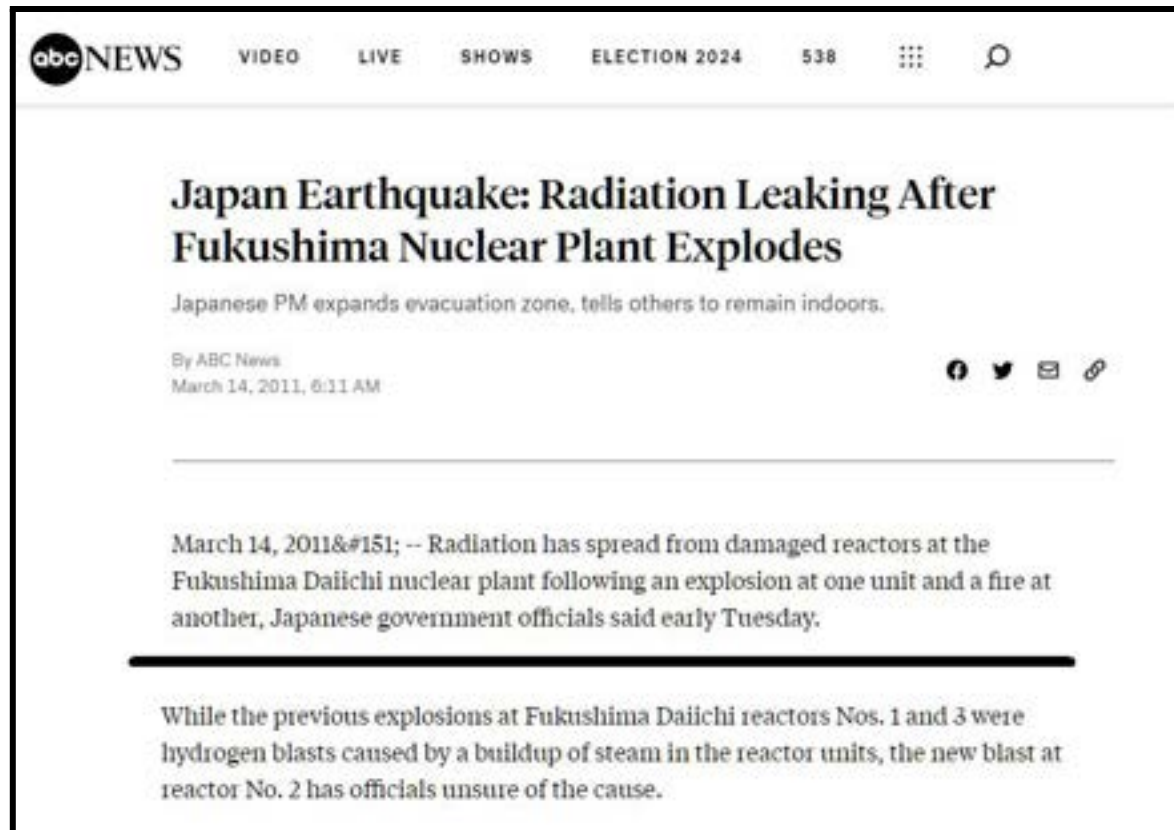 abc NEWS VIDEO LIVE SHOWS ELECTION 2024 538
Japan Earthquake: Radiation Leaking After
Fukushima Nuclear Plant Explodes
Japanese PM expands evacuation zone, tells others to remain indoors.
By ABC News
March 14, 2011, 6:11 AM
March 14, 2011&#151; -- Radiation has spread from damaged reactors at the
Fukushima Daiichi nuclear plant following an explosion at one unit and a fire at
another, Japanese government officials said early Tuesday.
While the previous explosions at Fukushima Daiichi reactors Nos. 1 and 3 were
hydrogen blasts caused by a buildup of steam in the reactor units, the new blast at
reactor No. 2 has officials unsure of the cause.